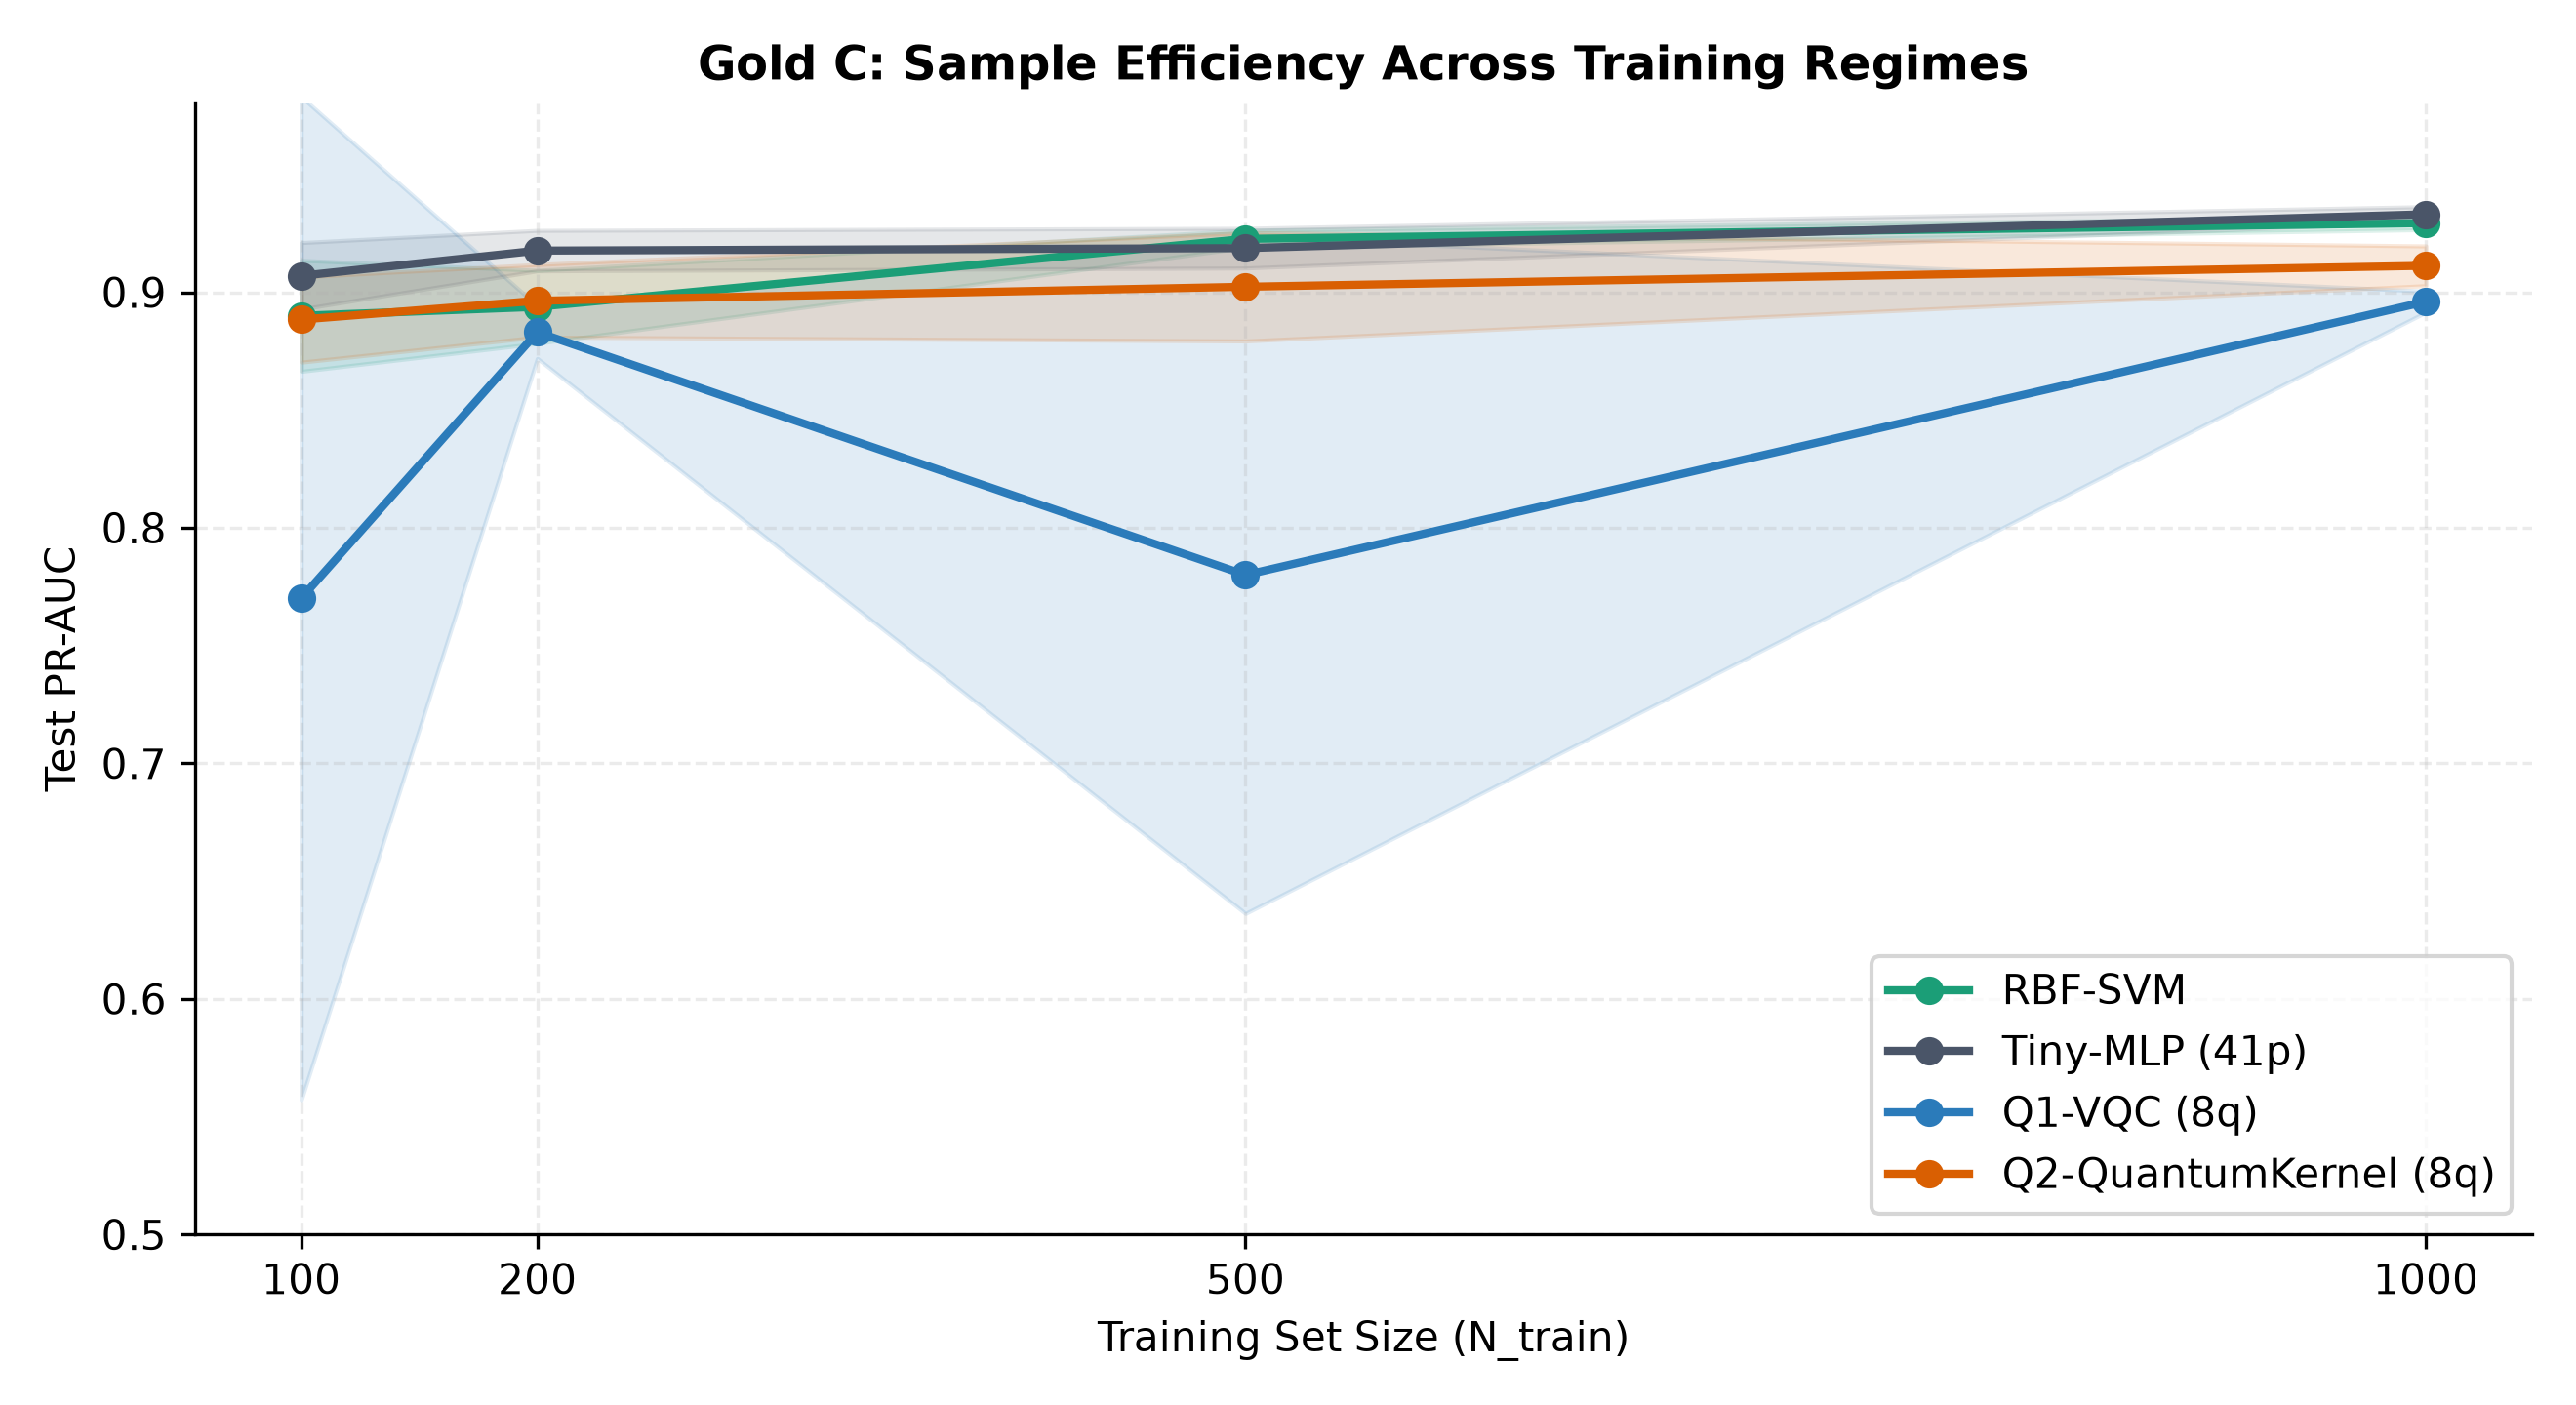 Gold C: Sample Efficiency Across Training Regimes
Test PR-AUC
0.9
0.8
0.7
0.6
0.5
100 200 500 1000
Training Set Size (N_train)
RBF-SVM
Tiny-MLP (41p)
Q1-VQC (8q)
Q2-QuantumKernel (8q)